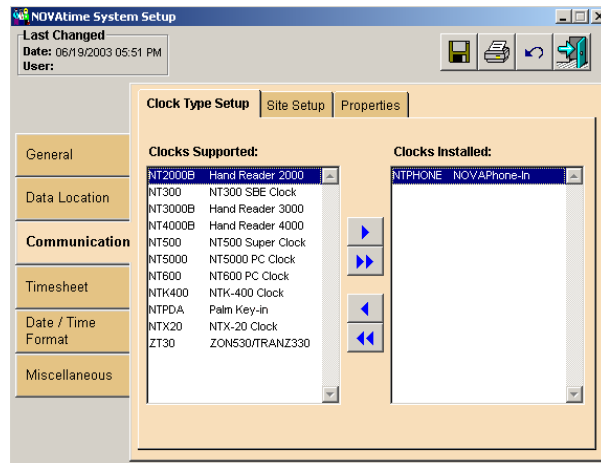 NOVAtime System Setup
Last Changed
Date: 06/19/2003 05:51 PM
User:
Clock Type Setup
Site Setup
Properties
General
Data Location
Communication
Timesheet
Date / Time
Format
Miscellaneous
Clocks Supported:
NT2000B Hand Reader 2000
NT300 NT300 SBE Clock
NT3000B Hand Reader 3000
NT4000B Hand Reader 4000
NT500 NT500 Super Clock
NT5000 NT5000 PC Clock
NT600 NT600 PC Clock
NTK400 NTK-400 Clock
NTPDA Palm Key-in
NTX20 NTX-20 Clock
ZT30 ZON530/TRANZ330
Clocks Installed:
NTPHONE NOVAPhone-In